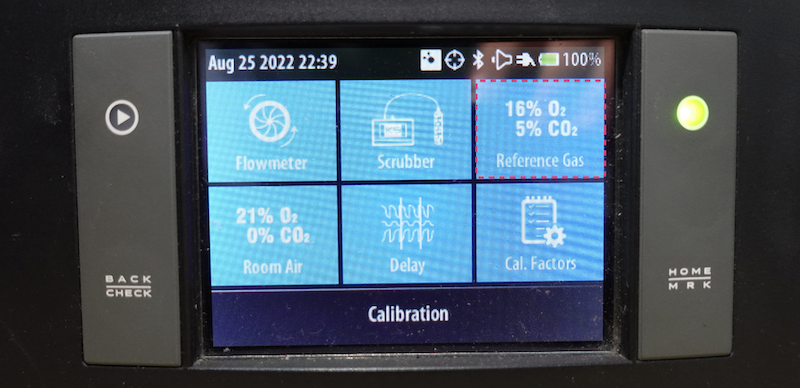 Aug 25 2022 22:39
100%
Flowmeter
Scrubber
16% O₂
5% CO₂
Reference Gas
21% O₂
0% CO₂
Room Air
Delay
Cal. Factors
Calibration
BACK
CHECK
HOME
MRK